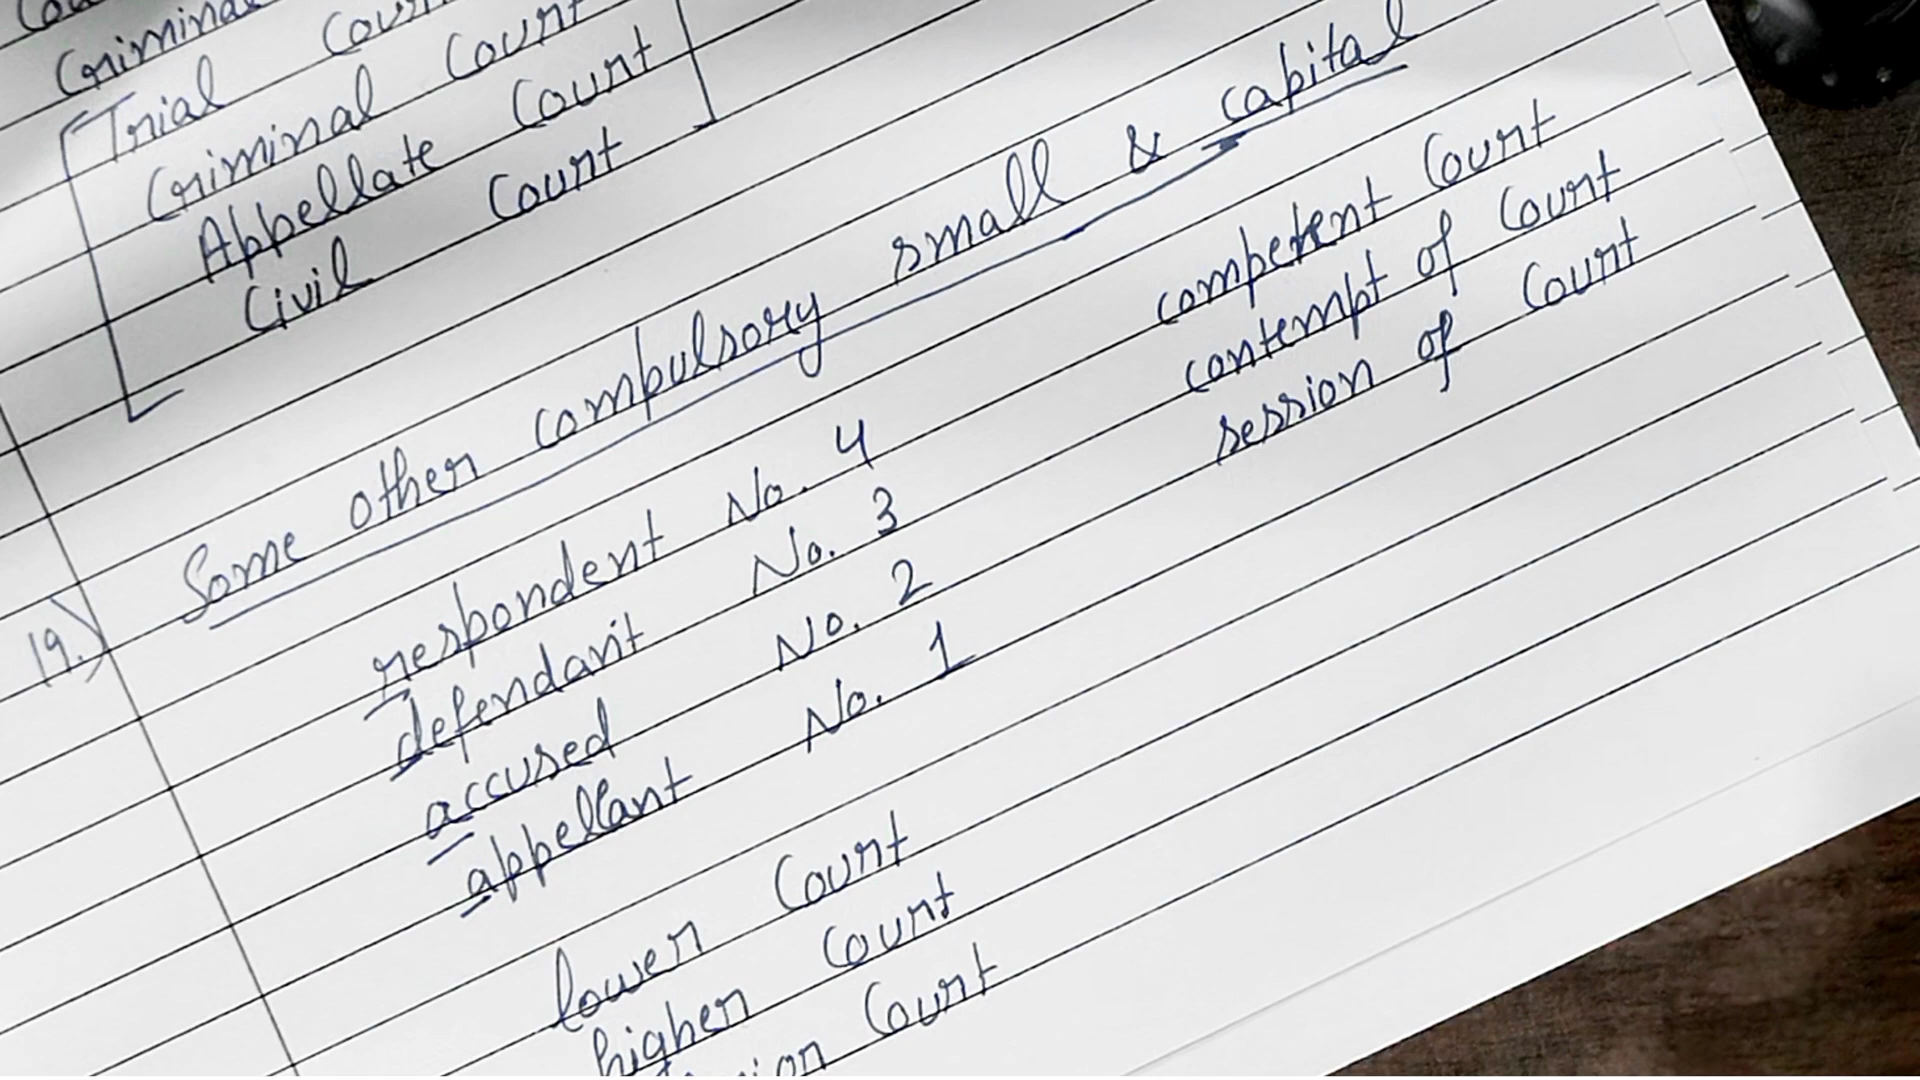 Criminal
Trial Cour
Criminal Court
Appellate Court
Civil Court
19.) Some other compulsory small & capital
respondent No. 4
defendant No. 3
accused No. 2
appellant No. 1
competent Court
contempt of Court
session of Court
lower Court
higher Court
Court